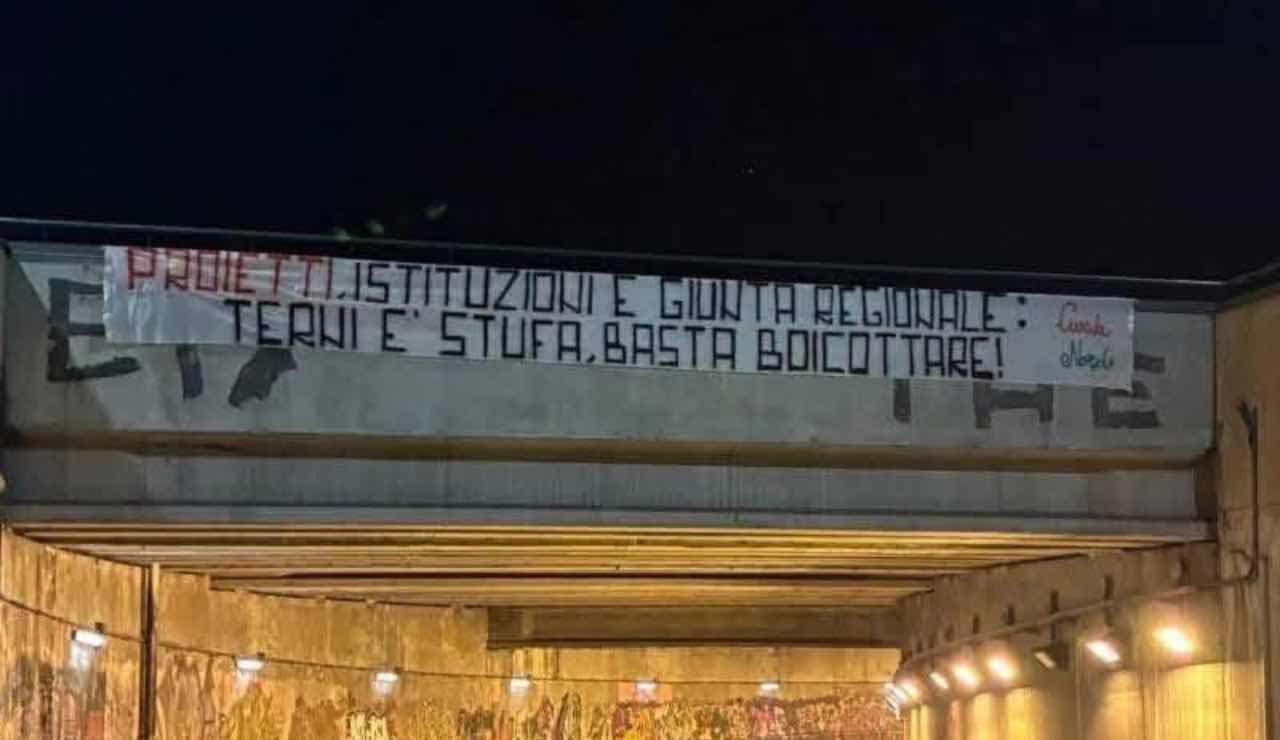 PROIETTI, ISTITUZIONI E GIUNTA REGIONALE:
TERNI E' STUFA, BASTA BOICOTTARE!
Curva
Nord